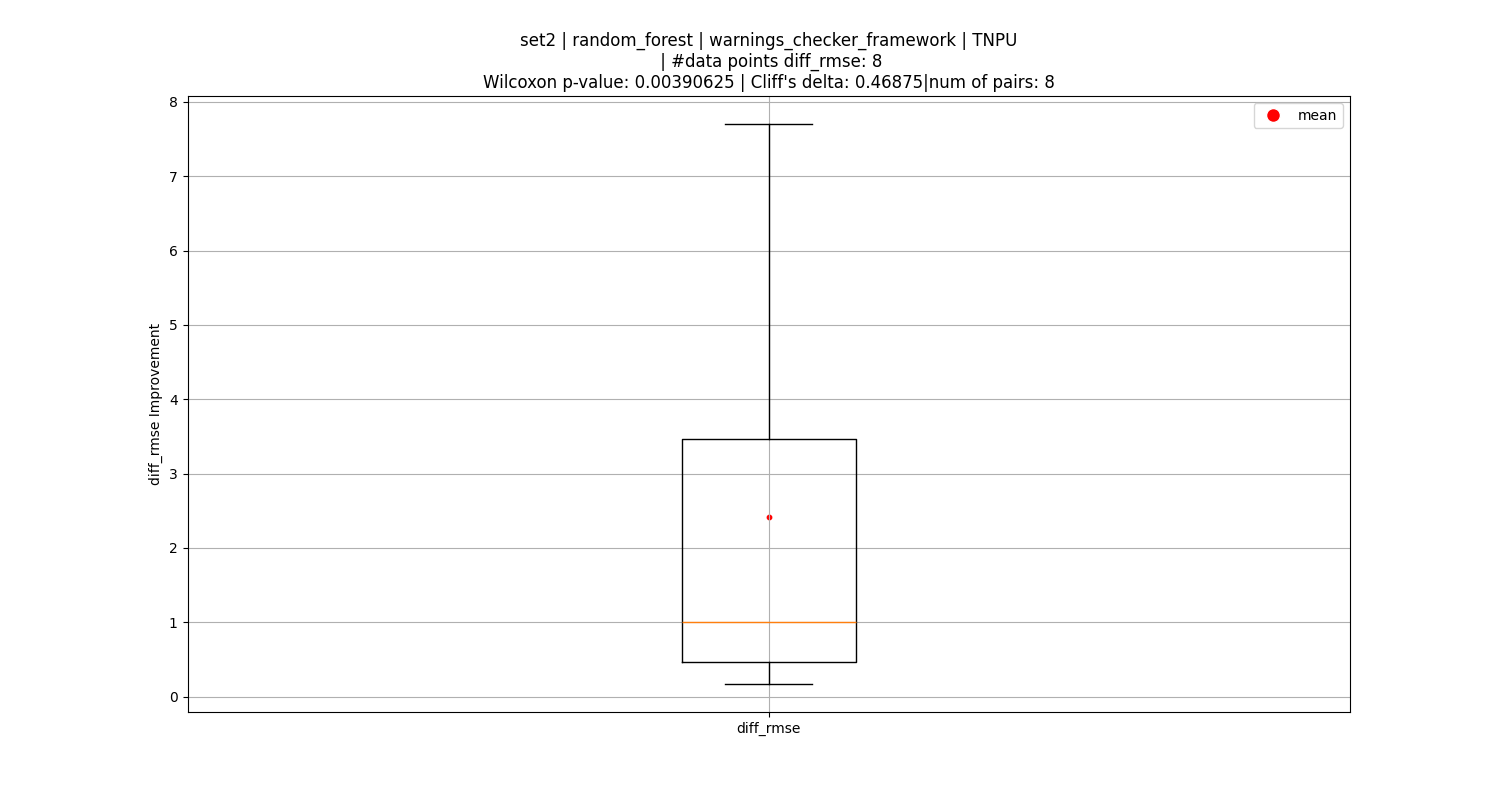 set2 | random_forest | warnings_checker_framework | TNPU
| #data points diff_rmse: 8
Wilcoxon p-value: 0.00390625 | Cliff's delta: 0.46875|num of pairs: 8
mean
8
7
6
5
4
3
2
1
0
diff_rmse Improvement
diff_rmse